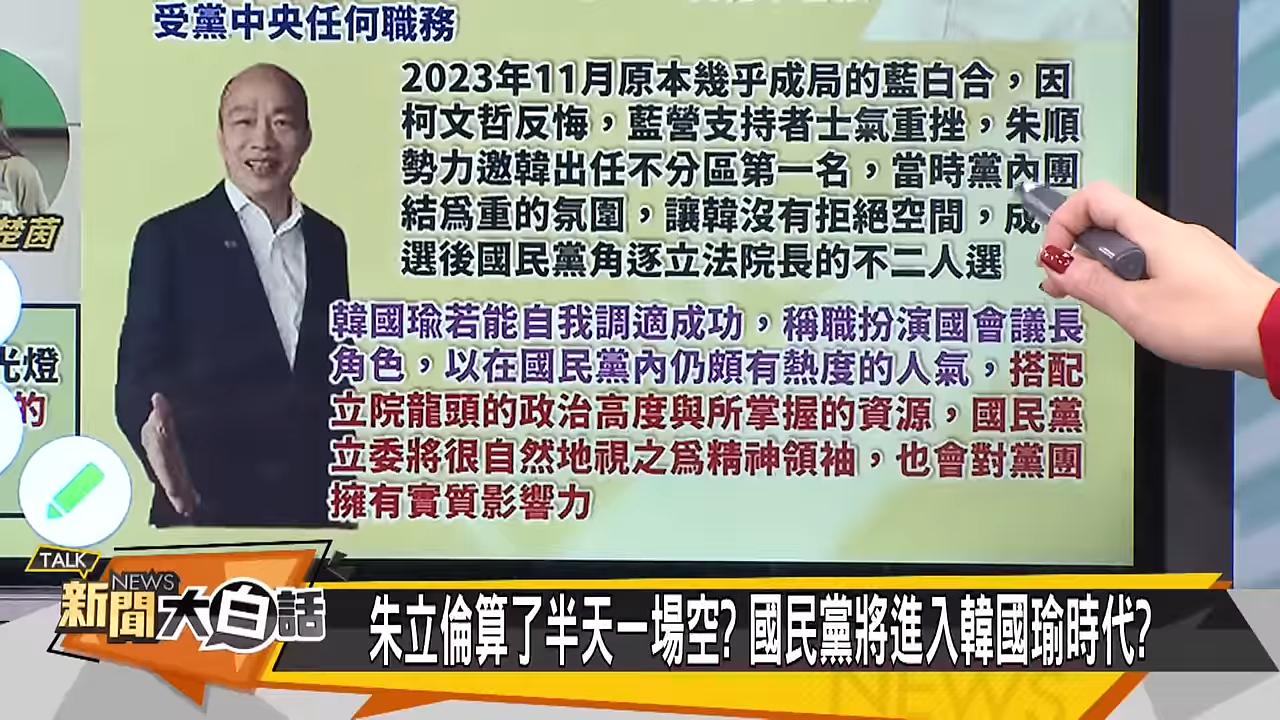 受黨中央任何職務
2023年11月原本幾乎成局的藍白合，因
柯文哲反悔，藍營支持者士氣重挫，朱順
勢力邀韓出任不分區第一名，當時黨內團
結為重的氛圍，讓韓沒有拒絕空間，成
選後國民黨角逐立法院長的不二人選
韓國瑜若能自我調適成功，稱職扮演國會議長
角色，以在國民黨內仍頗有熱度的人氣，搭配
立院龍頭的政治高度與所掌握的資源，國民黨
立委將很自然地視之為精神領袖，也會對黨團
擁有實質影響力
楚茵
光燈
的
TALK
NEWS
新聞大白話
朱立倫算了半天一場空? 國民黨將進入韓國瑜時代?
NEWS